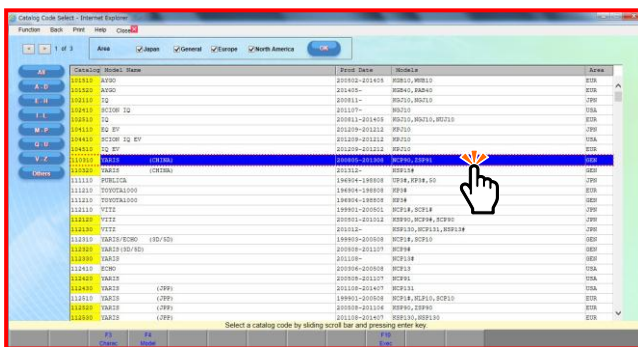 Catalog Code Select - Internet Explorer
Function Back Print Help Close
1 of 3 Area Japan General Europe North America OK
Catalog Model Name Prod Date Models Area
All
A - D
E - H
I - L
M - P
Q - U
V - Z
Others
101510 AYGO 200502-201405 KGB10,WNB10 EUR
101520 AYGO 201405- KGB40,PAB40 EUR
102110 IQ 200811- KGJ10,NGJ10 JPN
102410 SCION IQ 201107- NGJ10 USA
102510 IQ 200811-201405 KGJ10,NGJ10,NUJ10 EUR
104110 EQ EV 201209-201212 KPJ10 JPN
104410 SCION IQ EV 201209-201212 KPJ10 USA
104510 IQ EV 201209-201212 KPJ10 EUR
110310 YARIS (CHINA) 200805-201308 NCP90,ZSP91 GEN
110320 YARIS (CHINA) 201312- NSP15# GEN
111110 PUBLICA 196904-198808 UP3#,KP3#,50 JPN
111210 TOYOTA1000 196904-198808 KP3# EUR
111210 TOYOTA1000 196904-198808 KP3# GEN
112110 VITZ 199901-200501 NCP1#,SCP1# JPN
112120 VITZ 200501-201012 KSP90,NCP9#,SCP90 JPN
112130 VITZ 201012- KSP130,NCP131,NSP13# JPN
112310 YARIS/ECHO (3D/5D) 199903-200508 NCP1#,SCP10 GEN
112320 YARIS(3D/5D) 200508-201107 NCP9# GEN
112330 YARIS 201108- NCP13# GEN
112410 ECHO 200306-200508 NCP13 USA
112420 YARIS 200508-201107 NCP91 USA
112430 YARIS (JPP) 201108-201407 NCP131 USA
112510 YARIS (JPP) 199901-200508 NCP1#,NLP10,SCP10 EUR
112520 YARIS (JPP) 200508-201106 KSP90,ZSP90 EUR
112530 YARIS (JPP) 201108-201407 KSP130,NSP130 EUR
Select a catalog code by sliding scroll bar and pressing enter key.
F3 F4 F10
Charac. Model Exec